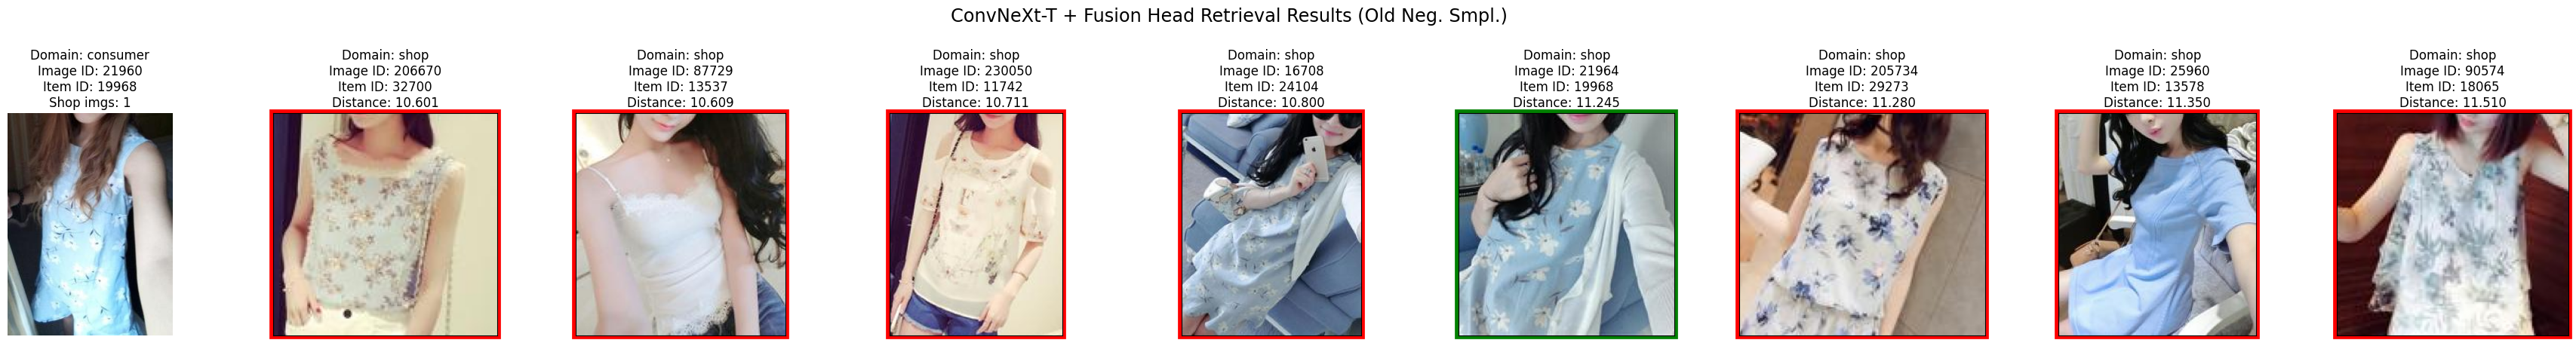 ConvNeXt-T + Fusion Head Retrieval Results (Old Neg. Smpl.)
Domain: consumer
Image ID: 21960
Item ID: 19968
Shop imgs: 1
Domain: shop
Image ID: 206670
Item ID: 32700
Distance: 10.601
Domain: shop
Image ID: 87729
Item ID: 13537
Distance: 10.609
Domain: shop
Image ID: 230050
Item ID: 11742
Distance: 10.711
Domain: shop
Image ID: 16708
Item ID: 24104
Distance: 10.800
Domain: shop
Image ID: 21964
Item ID: 19968
Distance: 11.245
Domain: shop
Image ID: 205734
Item ID: 29273
Distance: 11.280
Domain: shop
Image ID: 25960
Item ID: 13578
Distance: 11.350
Domain: shop
Image ID: 90574
Item ID: 18065
Distance: 11.510